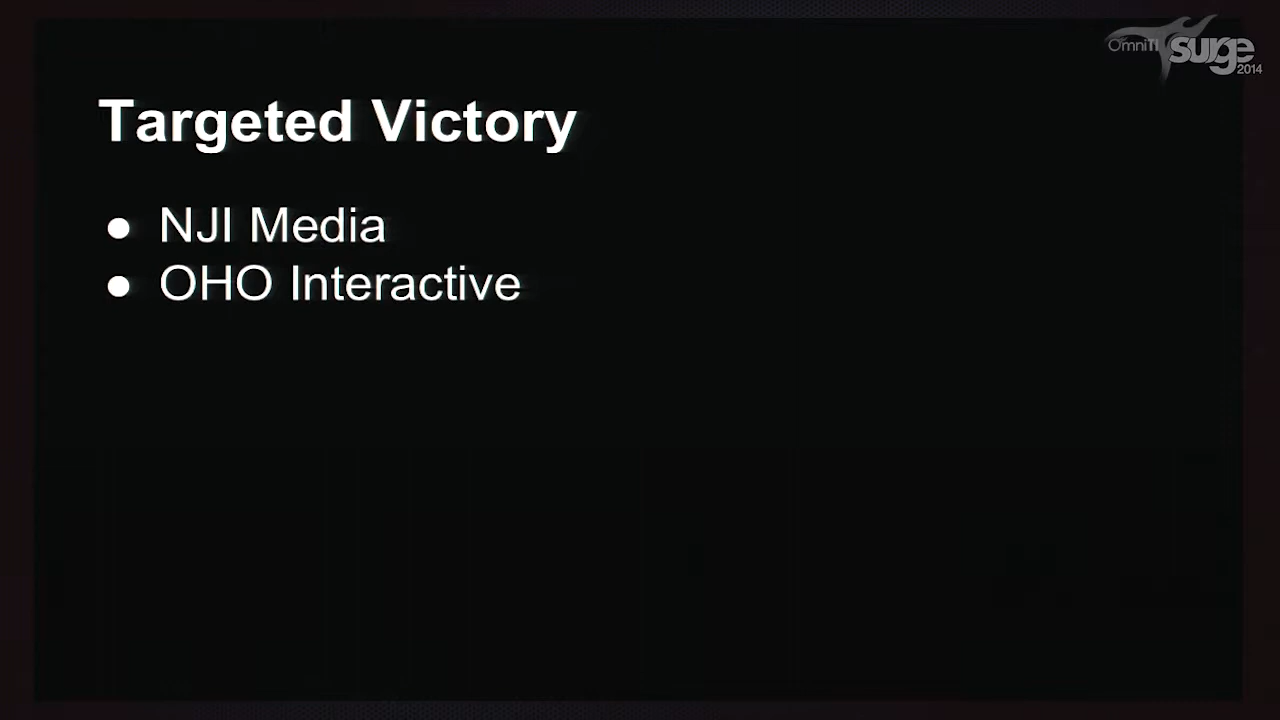 OmniTI surge 2014
Targeted Victory
● NJI Media
● OHO Interactive